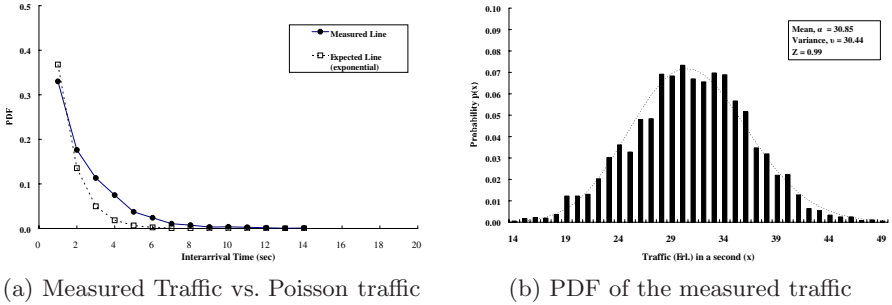 0.5
0.4
0.3
0.2
0.1
0.0
PDF
Measured Line
Expected Line
(exponential)
0 2 4 6 8 10 12 14 16 18 20
Interarrival Time (sec)
(a) Measured Traffic vs. Poisson traffic
0.10
0.09
0.08
0.07
0.06
0.05
0.04
0.03
0.02
0.01
0.00
Probability p(x)
Mean, α = 30.85
Variance, υ = 30.44
Z = 0.99
14 19 24 29 34 39 44 49
Traffic (Erl.) in a second (x)
(b) PDF of the measured traffic